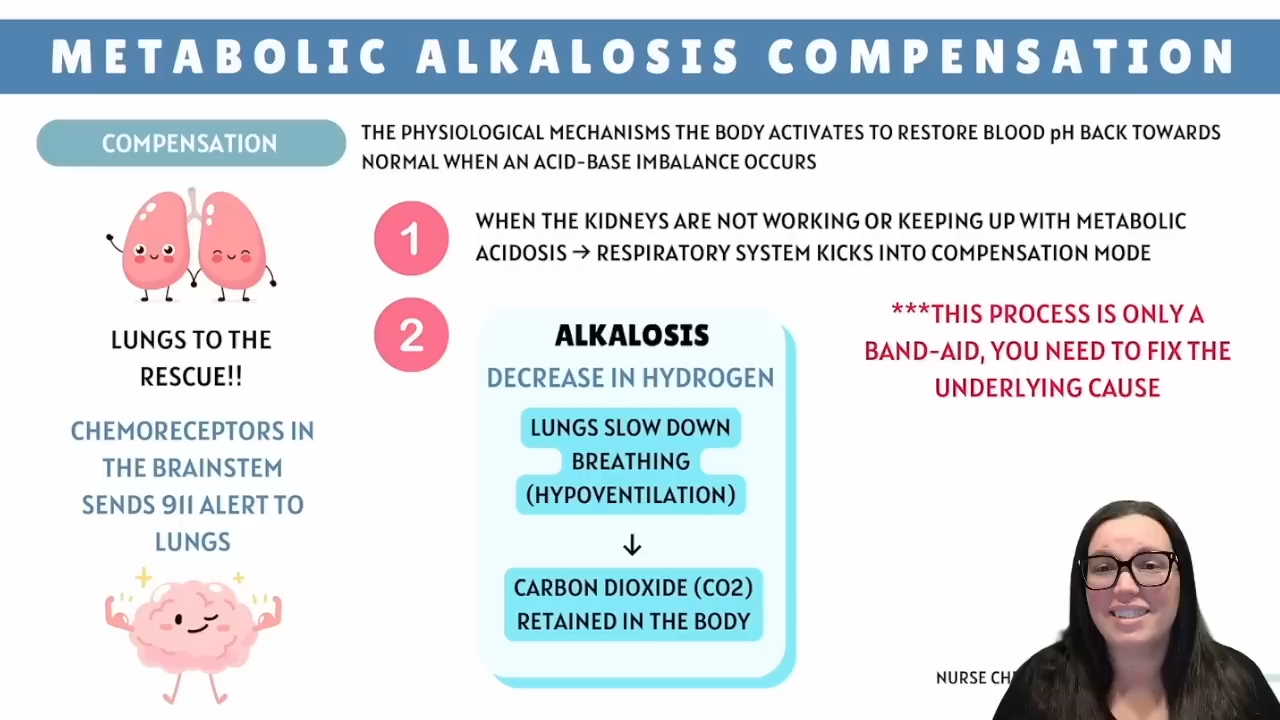 METABOLIC ALKALOSIS COMPENSATION
COMPENSATION
THE PHYSIOLOGICAL MECHANISMS THE BODY ACTIVATES TO RESTORE BLOOD pH BACK TOWARDS
NORMAL WHEN AN ACID-BASE IMBALANCE OCCURS
1
WHEN THE KIDNEYS ARE NOT WORKING OR KEEPING UP WITH METABOLIC
ACIDOSIS → RESPIRATORY SYSTEM KICKS INTO COMPENSATION MODE
LUNGS TO THE
RESCUE!!
CHEMORECEPTORS IN
THE BRAINSTEM
SENDS 911 ALERT TO
LUNGS
2
ALKALOSIS
DECREASE IN HYDROGEN
LUNGS SLOW DOWN
BREATHING
(HYPOVENTILATION)
↓
CARBON DIOXIDE (CO2)
RETAINED IN THE BODY
***THIS PROCESS IS ONLY A
BAND-AID, YOU NEED TO FIX THE
UNDERLYING CAUSE
NURSE